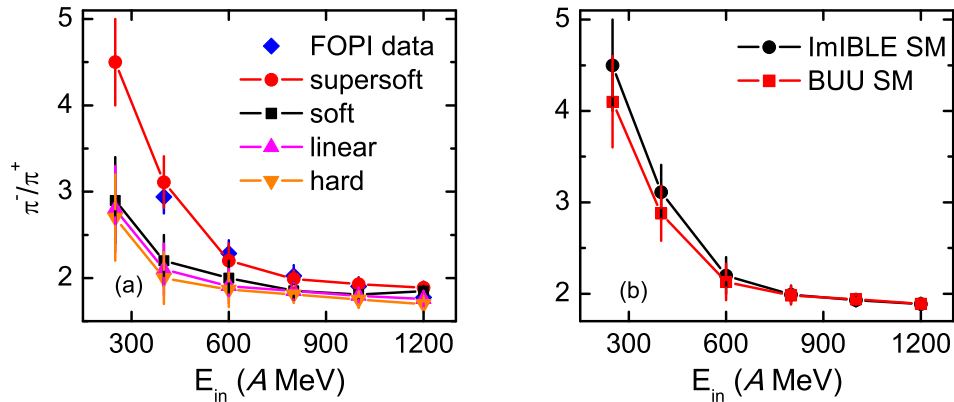 5
4
3
2
π⁻/π⁺
FOPI data
supersoft
soft
linear
hard
(a)
300 600 900 1200
E_in (A MeV)
5
4
3
2
ImIBLE SM
BUU SM
(b)
300 600 900 1200
E_in (A MeV)